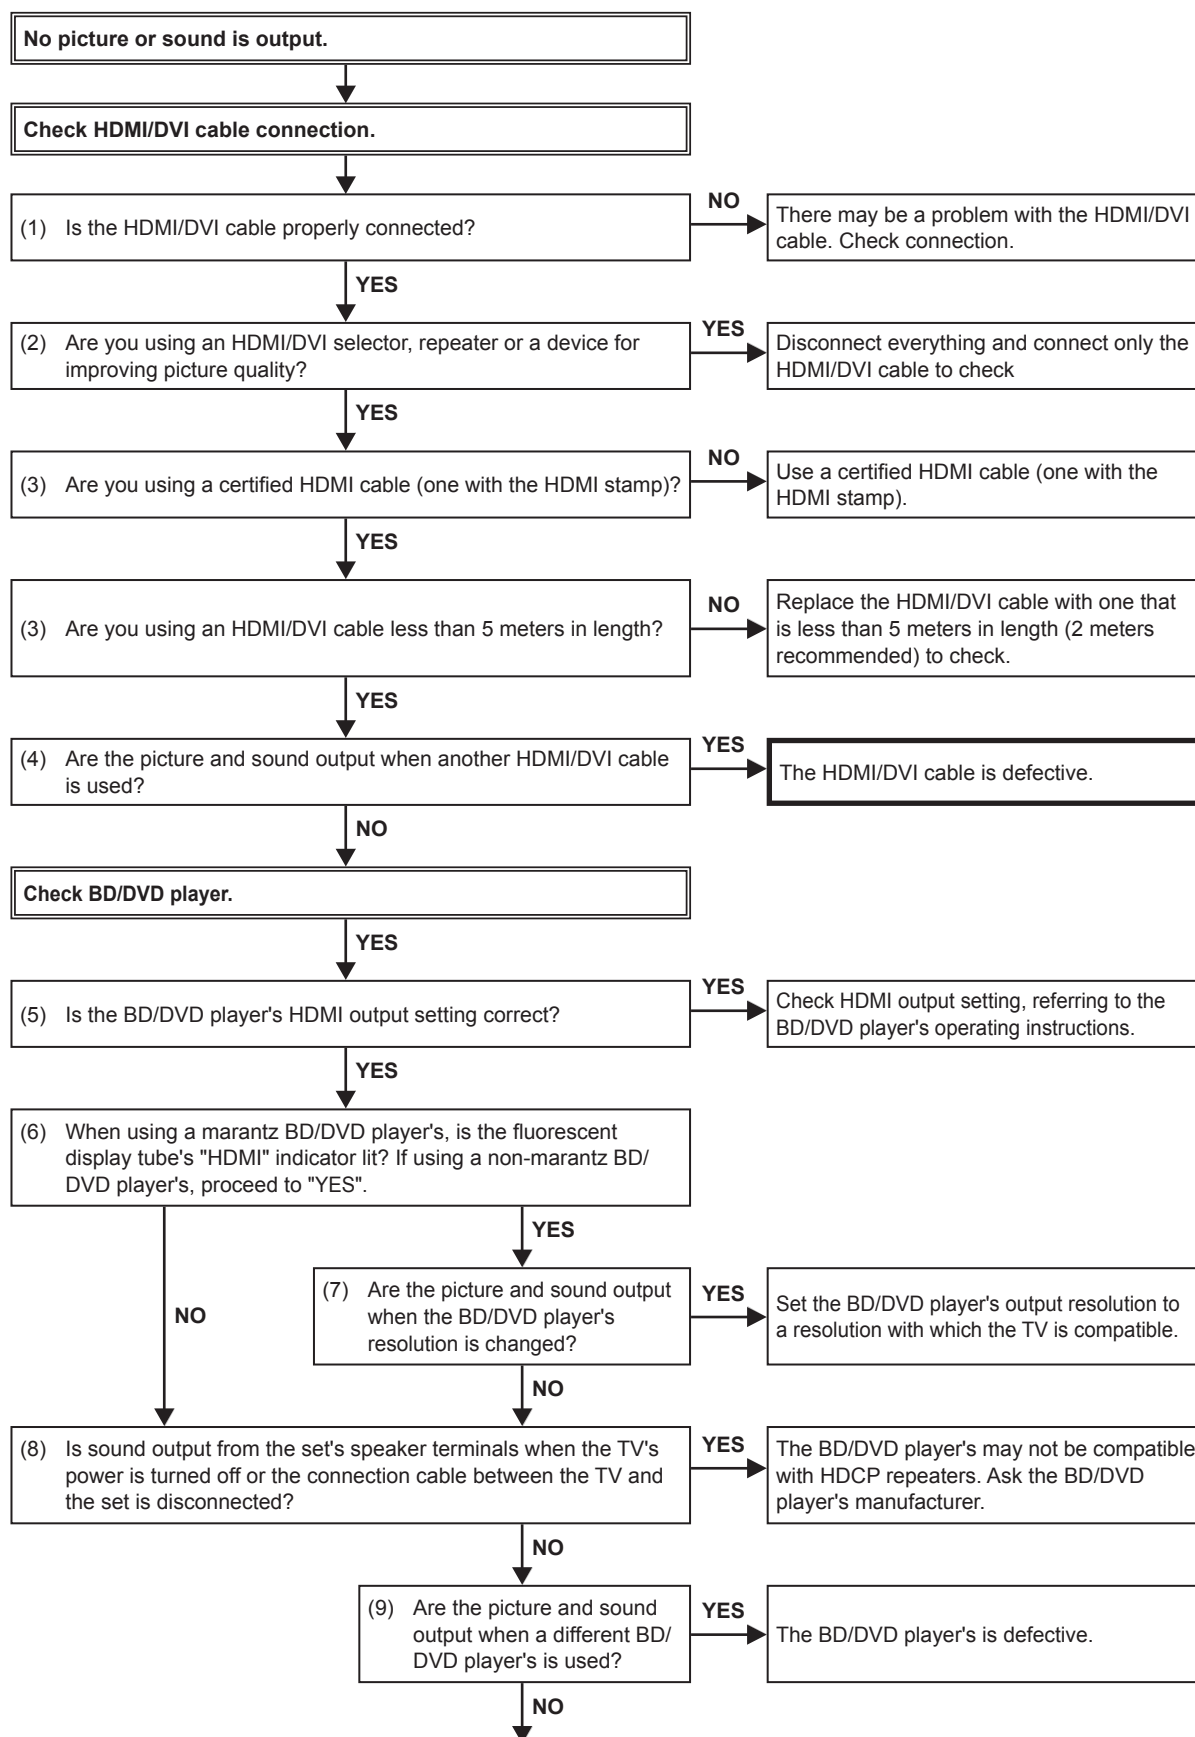 No picture or sound is output.
Check HDMI/DVI cable connection.
(1) Is the HDMI/DVI cable properly connected?
NO
There may be a problem with the HDMI/DVI
cable. Check connection.
YES
(2) Are you using an HDMI/DVI selector, repeater or a device for
improving picture quality?
YES
Disconnect everything and connect only the
HDMI/DVI cable to check
YES
(3) Are you using a certified HDMI cable (one with the HDMI stamp)?
NO
Use a certified HDMI cable (one with the
HDMI stamp).
YES
(3) Are you using an HDMI/DVI cable less than 5 meters in length?
NO
Replace the HDMI/DVI cable with one that
is less than 5 meters in length (2 meters
recommended) to check.
YES
(4) Are the picture and sound output when another HDMI/DVI cable
is used?
YES
The HDMI/DVI cable is defective.
NO
Check BD/DVD player.
YES
(5) Is the BD/DVD player's HDMI output setting correct?
YES
Check HDMI output setting, referring to the
BD/DVD player's operating instructions.
YES
(6) When using a marantz BD/DVD player's, is the fluorescent
display tube's "HDMI" indicator lit? If using a non-marantz BD/
DVD player's, proceed to "YES".
YES
NO
(7) Are the picture and sound output
when the BD/DVD player's
resolution is changed?
YES
Set the BD/DVD player's output resolution to
a resolution with which the TV is compatible.
NO
(8) Is sound output from the set's speaker terminals when the TV's
power is turned off or the connection cable between the TV and
the set is disconnected?
YES
The BD/DVD player's may not be compatible
with HDCP repeaters. Ask the BD/DVD
player's manufacturer.
NO
(9) Are the picture and sound
output when a different BD/
DVD player's is used?
YES
The BD/DVD player's is defective.
NO